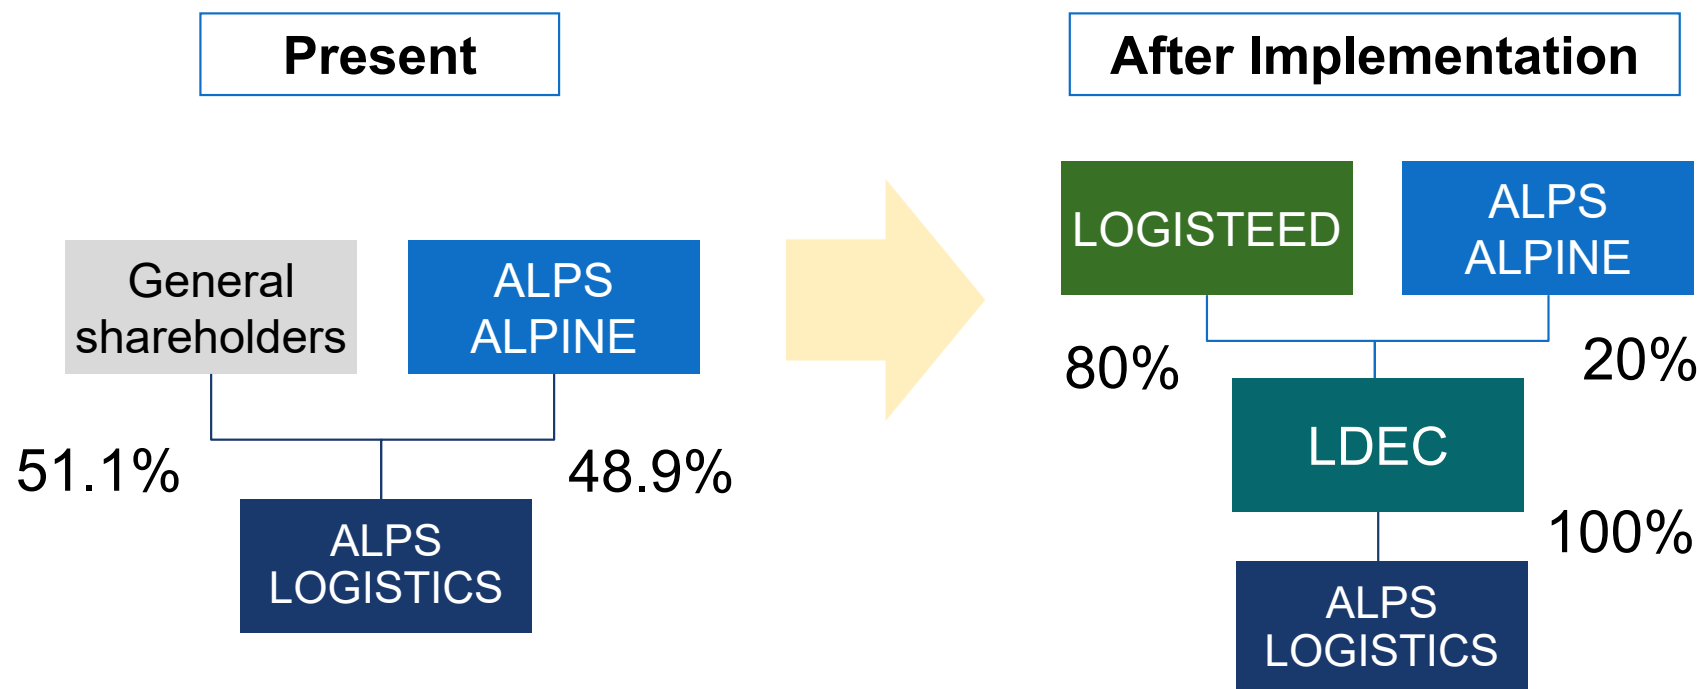 Present
General
shareholders
ALPS
ALPINE
51.1%
48.9%
ALPS
LOGISTICS
After Implementation
LOGISTEED
ALPS
ALPINE
80%
20%
LDEC
100%
ALPS
LOGISTICS